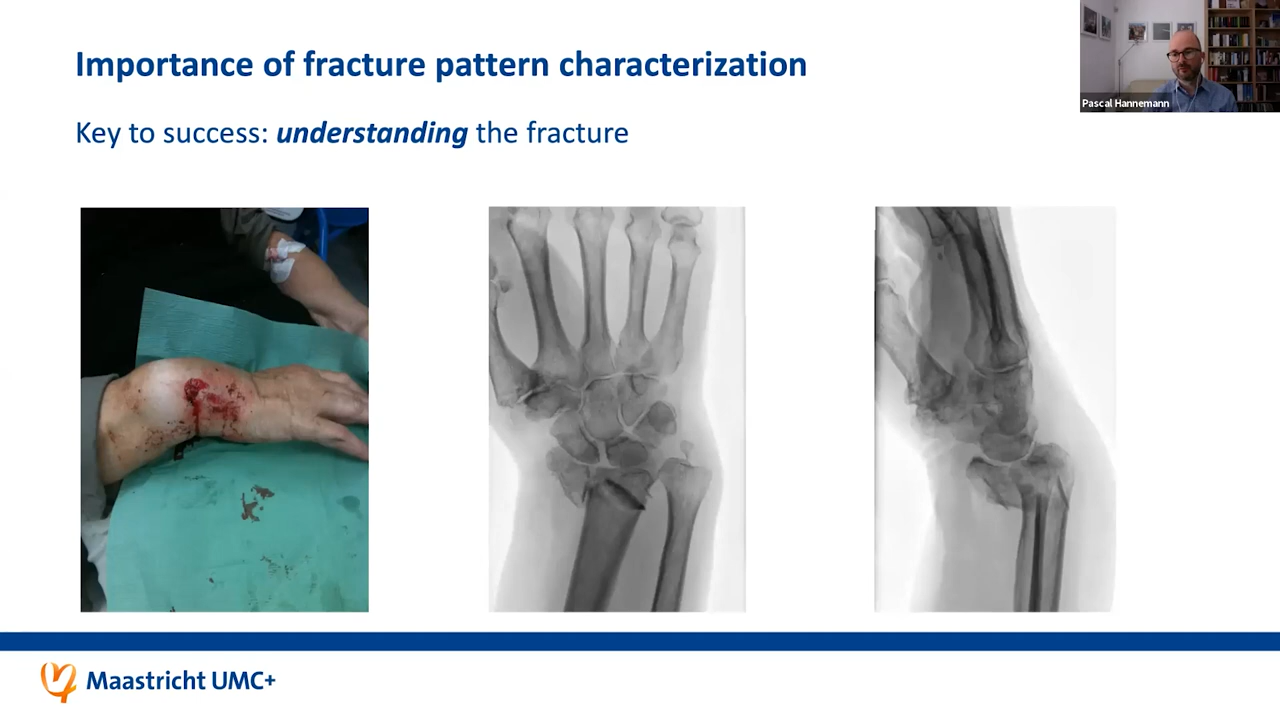 Importance of fracture pattern characterization
Pascal Hannemann
Key to success: understanding the fracture
Maastricht UMC+